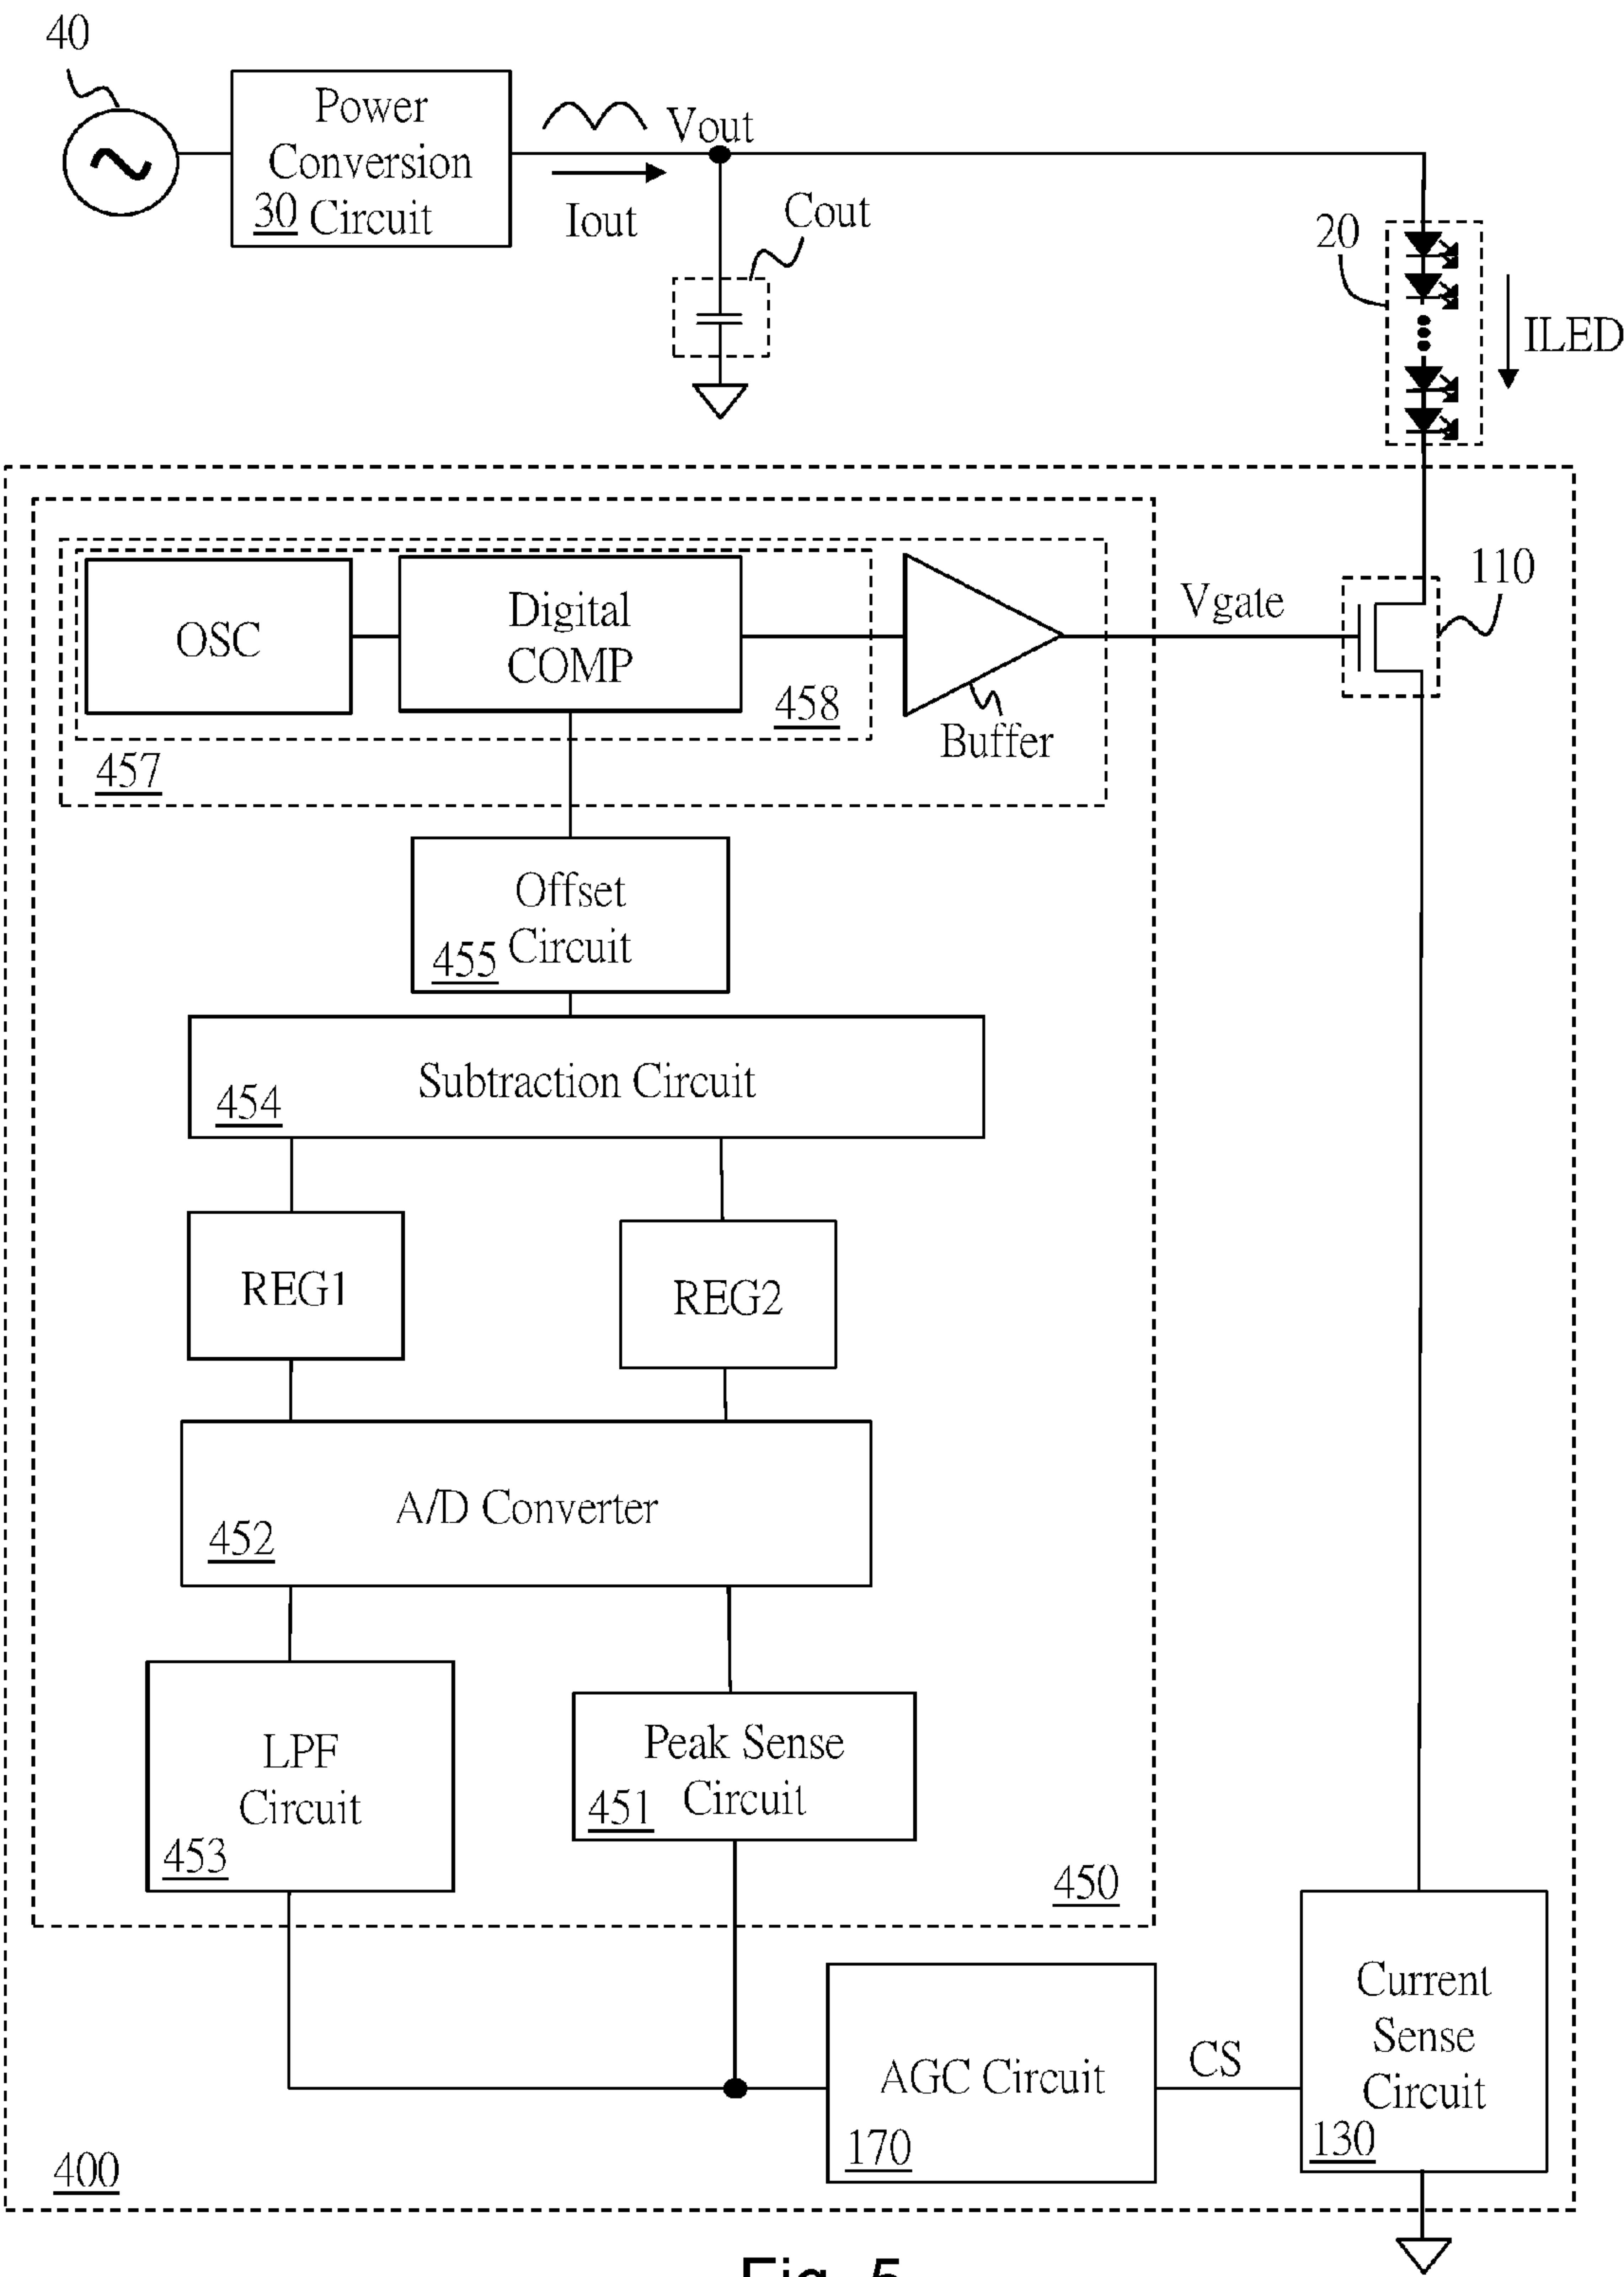 40
Power
Conversion
30 Circuit
Vout
Iout
Cout
20
ILED
OSC
Digital
COMP
458
457
Buffer
Vgate
110
Offset
455 Circuit
Subtraction Circuit
454
REG1
REG2
A/D Converter
452
LPF
Circuit
453
Peak Sense
451 Circuit
450
AGC Circuit
170
CS
Current
Sense
Circuit
130
400
Fig. 5